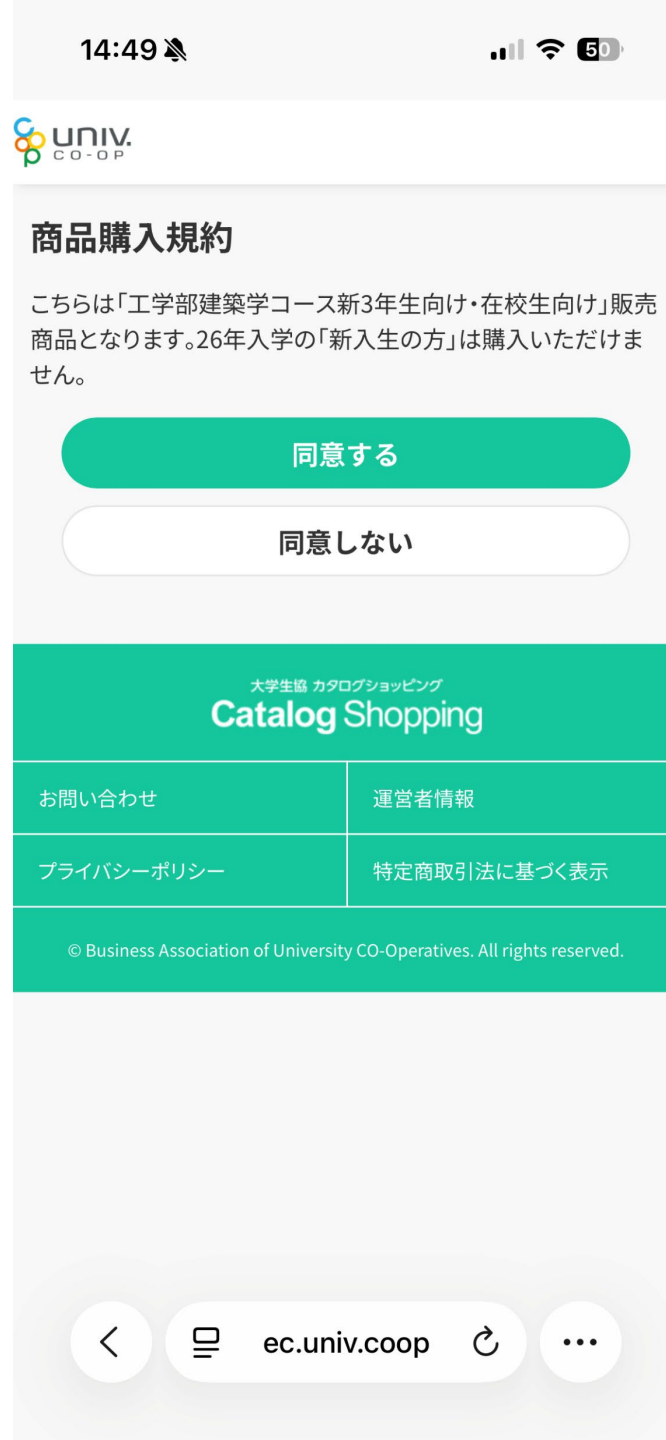 14:49
50
univ.
CO-OP
商品購入規約
こちらは「工学部建築学コース新3年生向け・在校生向け」販売
商品となります。26年入学の「新入生の方」は購入いただけま
せん。
同意する
同意しない
大学生協 カタログショッピング
Catalog Shopping
お問い合わせ
運営者情報
プライバシーポリシー
特定商取引法に基づく表示
© Business Association of University CO-Operatives. All rights reserved.
ec.univ.coop